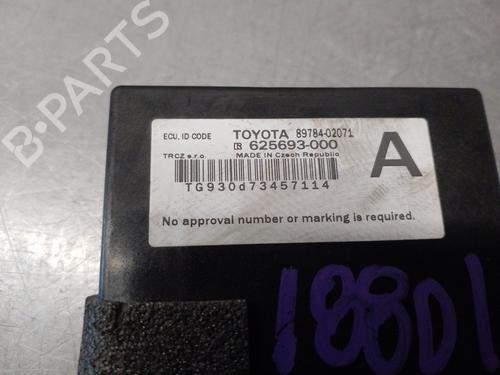 B-PARTS
ECU. ID CODE TOYOTA 89784-02071
625693-000
TRCZ s.r.o. MADE IN Czech Republic
A
TG930d73457114
No approval number or marking is required.
188D1